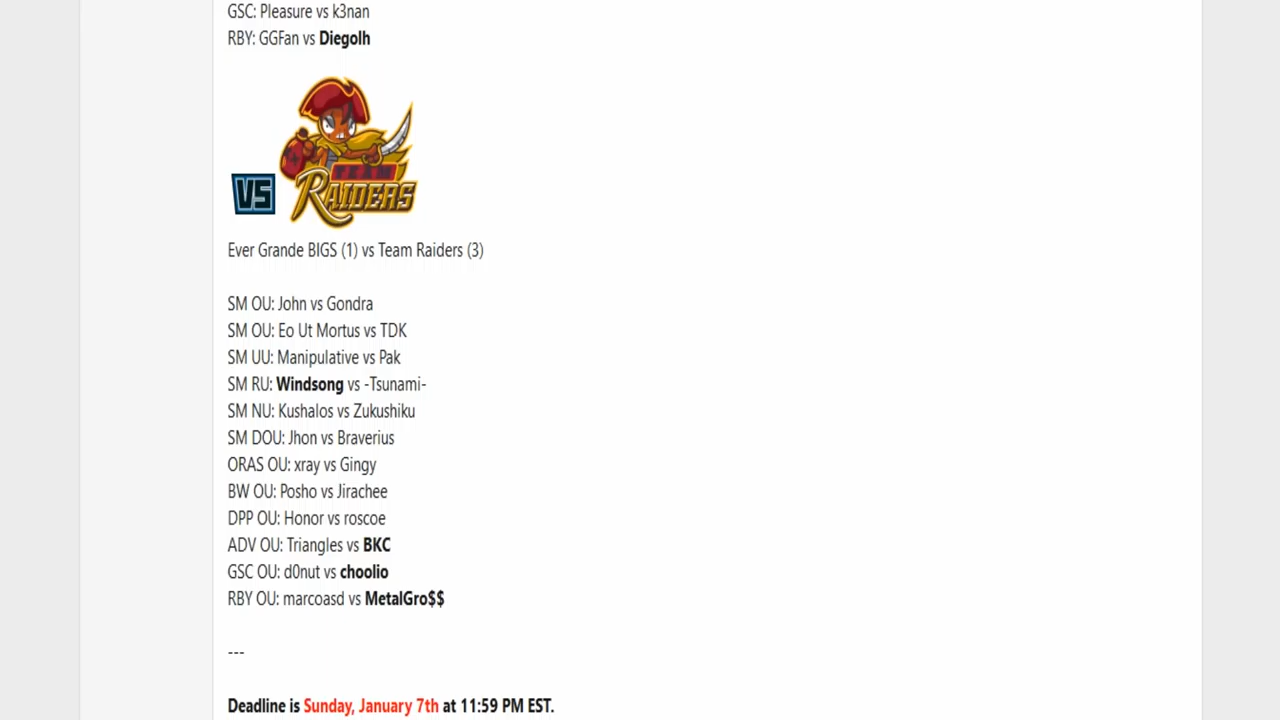 GSC: Pleasure vs k3nan
RBY: GGFan vs Diegolh
VS
TEAM
RAIDERS
Ever Grande BIGS (1) vs Team Raiders (3)
SM OU: John vs Gondra
SM OU: Eo Ut Mortus vs TDK
SM UU: Manipulative vs Pak
SM RU: Windsong vs -Tsunami-
SM NU: Kushalos vs Zukushiku
SM DOU: Jhon vs Braverius
ORAS OU: xray vs Gingy
BW OU: Posho vs Jirachee
DPP OU: Honor vs roscoe
ADV OU: Triangles vs BKC
GSC OU: d0nut vs choolio
RBY OU: marcoasd vs MetalGro$$
---
Deadline is Sunday, January 7th at 11:59 PM EST.